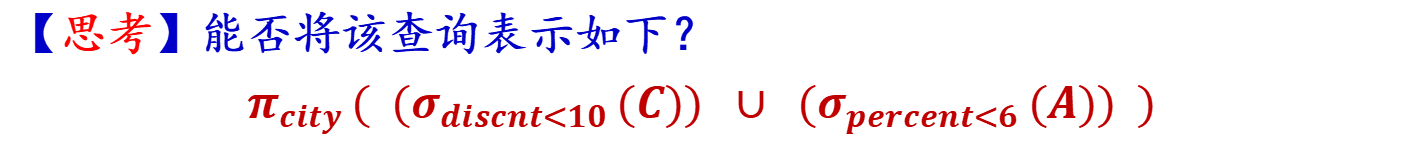 【思考】能否将该查询表示如下？
π_city ( (σ_discnt<10 (C)) ∪ (σ_percent<6 (A)) )